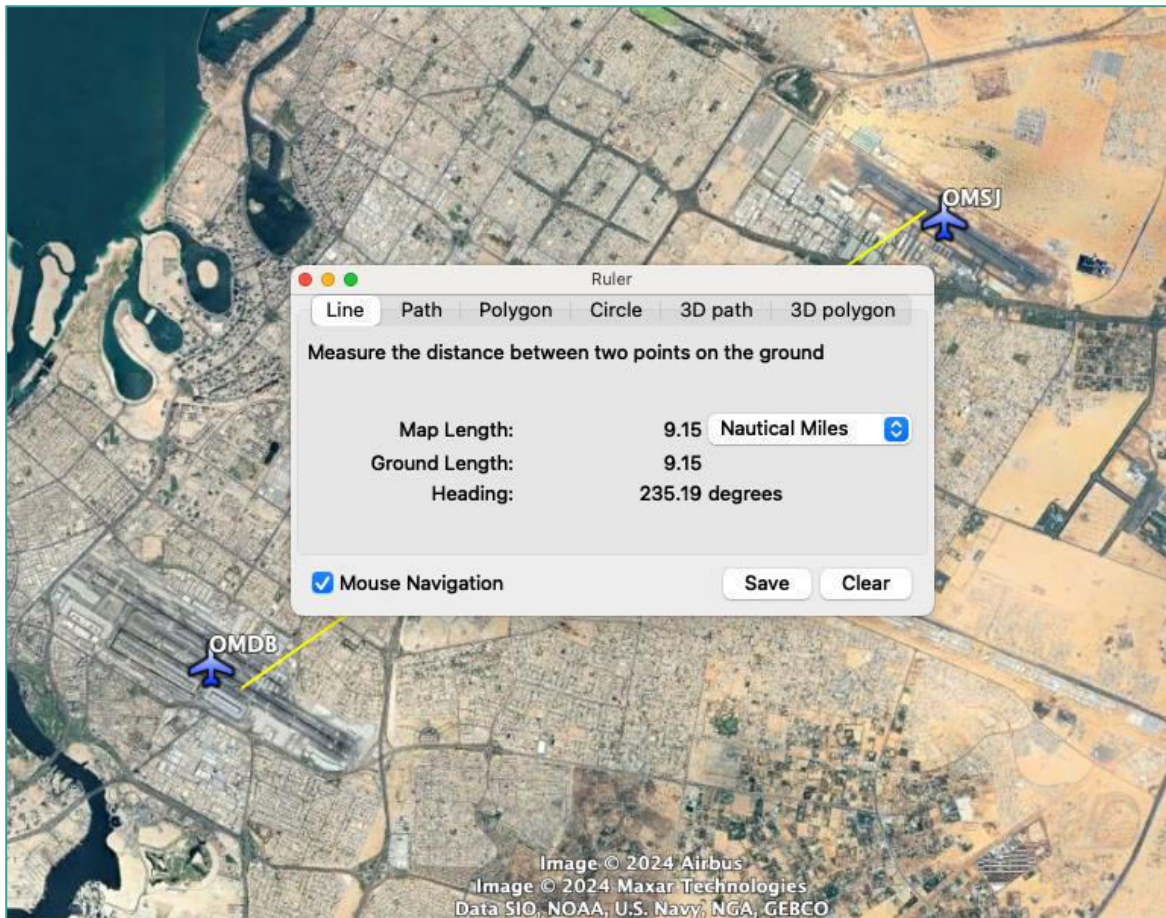 OMSJ
Ruler
Line Path Polygon Circle 3D path 3D polygon
Measure the distance between two points on the ground
Map Length: 9.15 Nautical Miles
Ground Length: 9.15
Heading: 235.19 degrees
Mouse Navigation Save Clear
OMDB
Image © 2024 Airbus
Image © 2024 Maxar Technologies
Data SIO, NOAA, U.S. Navy, NGA, GEBCO